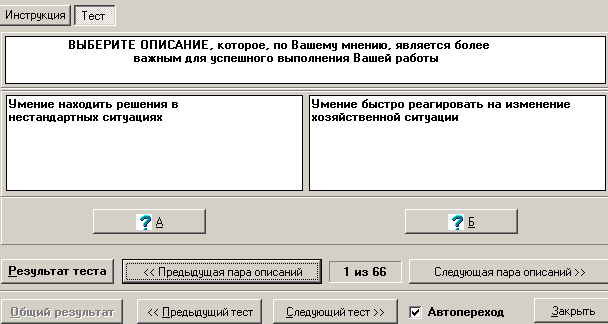 Инструкция Тест
ВЫБЕРИТЕ ОПИСАНИЕ, которое, по Вашему мнению, является более
важным для успешного выполнения Вашей работы
Умение находить решения в
нестандартных ситуациях
Умение быстро реагировать на изменение
хозяйственной ситуации
? А
? Б
Результат теста
<< Предыдущая пара описаний
1 из 66
Следующая пара описаний >>
Общий результат
<< Предыдущий тест
Следующий тест >>
Автопереход
Закрыть